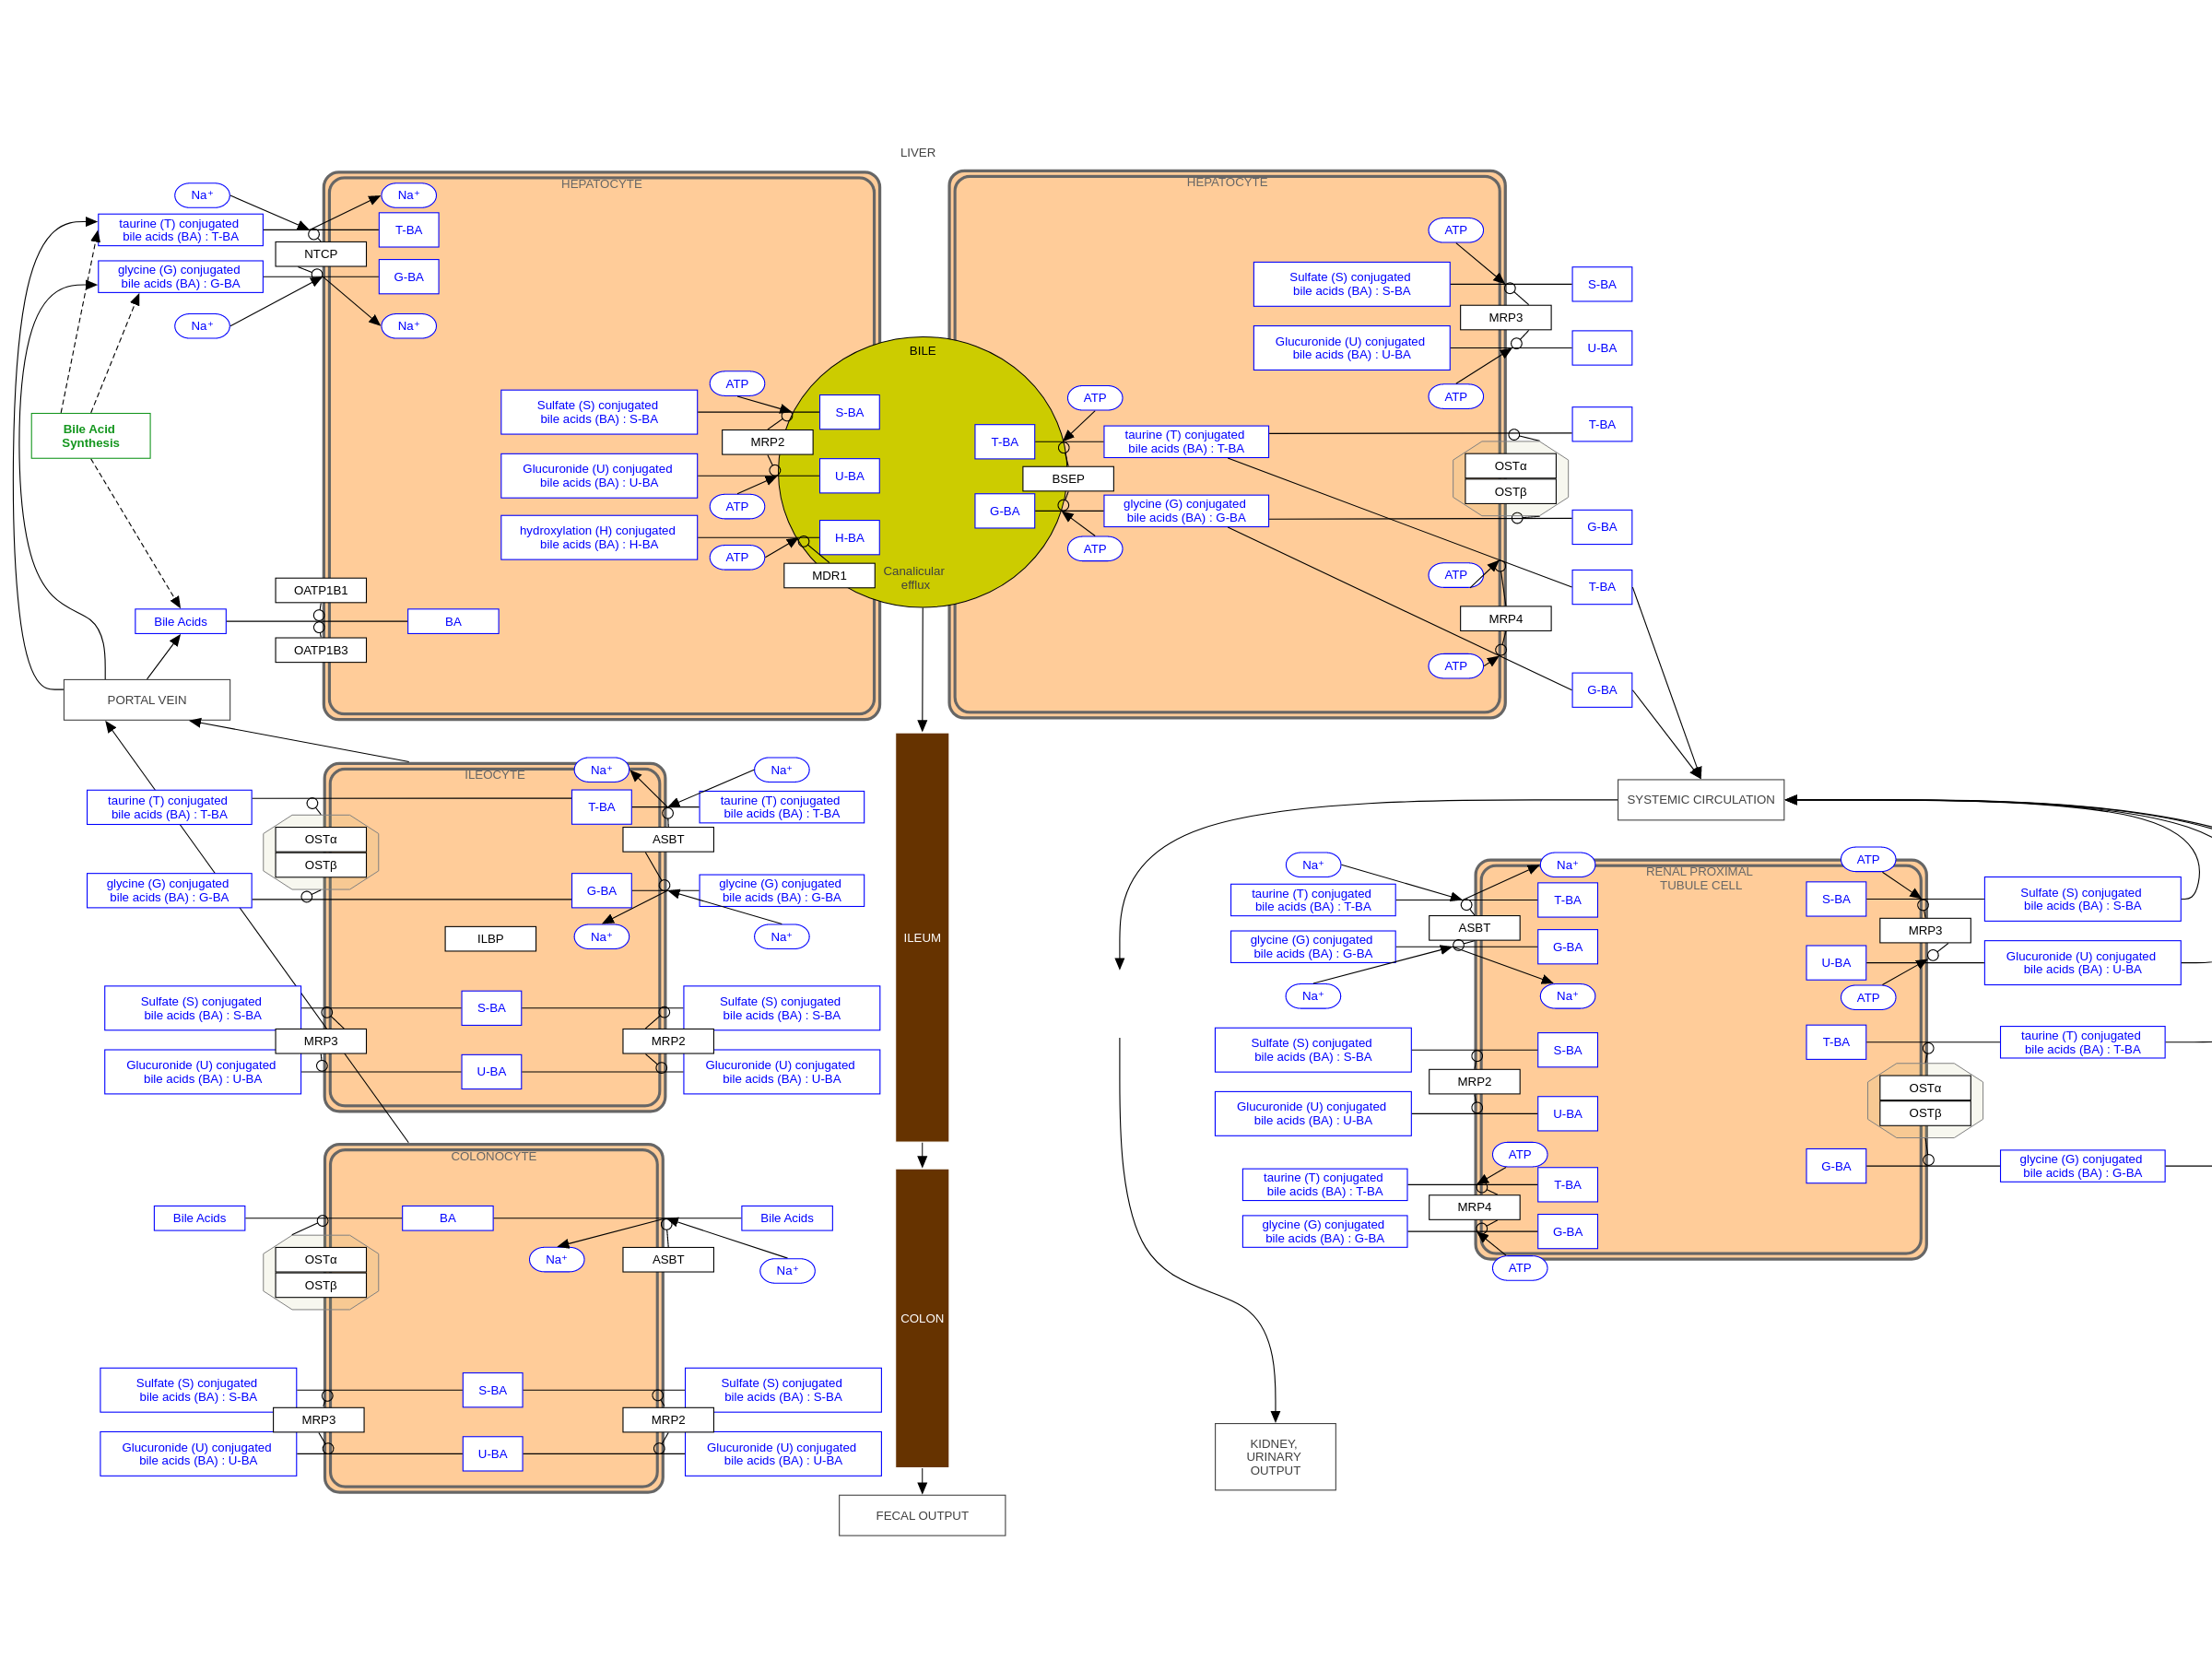 LIVER
HEPATOCYTE
Na⁺
Na⁺
taurine (T) conjugated
bile acids (BA) : T-BA
T-BA
NTCP
glycine (G) conjugated
bile acids (BA) : G-BA
G-BA
Na⁺
Na⁺
Bile Acid
Synthesis
ATP
Sulfate (S) conjugated
bile acids (BA) : S-BA
S-BA
MRP2
Glucuronide (U) conjugated
bile acids (BA) : U-BA
U-BA
ATP
hydroxylation (H) conjugated
bile acids (BA) : H-BA
H-BA
ATP
MDR1
BILE
Canalicular
efflux
OATP1B1
Bile Acids
BA
OATP1B3
PORTAL VEIN
HEPATOCYTE
ATP
Sulfate (S) conjugated
bile acids (BA) : S-BA
S-BA
MRP3
Glucuronide (U) conjugated
bile acids (BA) : U-BA
U-BA
ATP
ATP
T-BA
taurine (T) conjugated
bile acids (BA) : T-BA
T-BA
BSEP
OSTα
OSTβ
G-BA
glycine (G) conjugated
bile acids (BA) : G-BA
G-BA
ATP
ATP
T-BA
MRP4
ATP
G-BA
ILEOCYTE
Na⁺
Na⁺
taurine (T) conjugated
bile acids (BA) : T-BA
T-BA
taurine (T) conjugated
bile acids (BA) : T-BA
OSTα
OSTβ
ASBT
glycine (G) conjugated
bile acids (BA) : G-BA
G-BA
glycine (G) conjugated
bile acids (BA) : G-BA
ILBP
Na⁺
Na⁺
Sulfate (S) conjugated
bile acids (BA) : S-BA
S-BA
Sulfate (S) conjugated
bile acids (BA) : S-BA
MRP3
MRP2
Glucuronide (U) conjugated
bile acids (BA) : U-BA
U-BA
Glucuronide (U) conjugated
bile acids (BA) : U-BA
ILEUM
COLONOCYTE
Bile Acids
BA
Bile Acids
OSTα
OSTβ
Na⁺
ASBT
Na⁺
Sulfate (S) conjugated
bile acids (BA) : S-BA
S-BA
Sulfate (S) conjugated
bile acids (BA) : S-BA
MRP3
MRP2
Glucuronide (U) conjugated
bile acids (BA) : U-BA
U-BA
Glucuronide (U) conjugated
bile acids (BA) : U-BA
COLON
FECAL OUTPUT
SYSTEMIC CIRCULATION
RENAL PROXIMAL
TUBULE CELL
Na⁺
Na⁺
taurine (T) conjugated
bile acids (BA) : T-BA
T-BA
ASBT
glycine (G) conjugated
bile acids (BA) : G-BA
G-BA
Na⁺
Na⁺
Sulfate (S) conjugated
bile acids (BA) : S-BA
S-BA
MRP2
Glucuronide (U) conjugated
bile acids (BA) : U-BA
U-BA
ATP
taurine (T) conjugated
bile acids (BA) : T-BA
T-BA
MRP4
glycine (G) conjugated
bile acids (BA) : G-BA
G-BA
ATP
ATP
S-BA
Sulfate (S) conjugated
bile acids (BA) : S-BA
MRP3
U-BA
Glucuronide (U) conjugated
bile acids (BA) : U-BA
ATP
T-BA
taurine (T) conjugated
bile acids (BA) : T-BA
OSTα
OSTβ
G-BA
glycine (G) conjugated
bile acids (BA) : G-BA
KIDNEY,
URINARY
OUTPUT